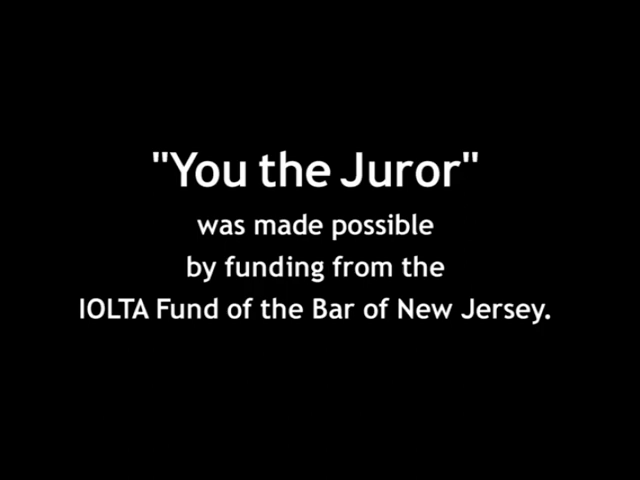 "You the Juror"
was made possible
by funding from the
IOLTA Fund of the Bar of New Jersey.